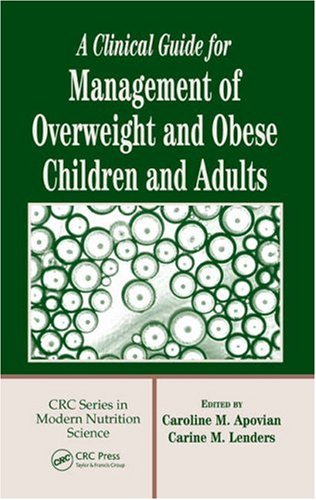 A Clinical Guide for
Management of
Overweight and Obese
Children and Adults
CRC Series in
Modern Nutrition
Science
CRC Press
Taylor & Francis Group
EDITED BY
Caroline M. Apovian
Carine M. Lenders